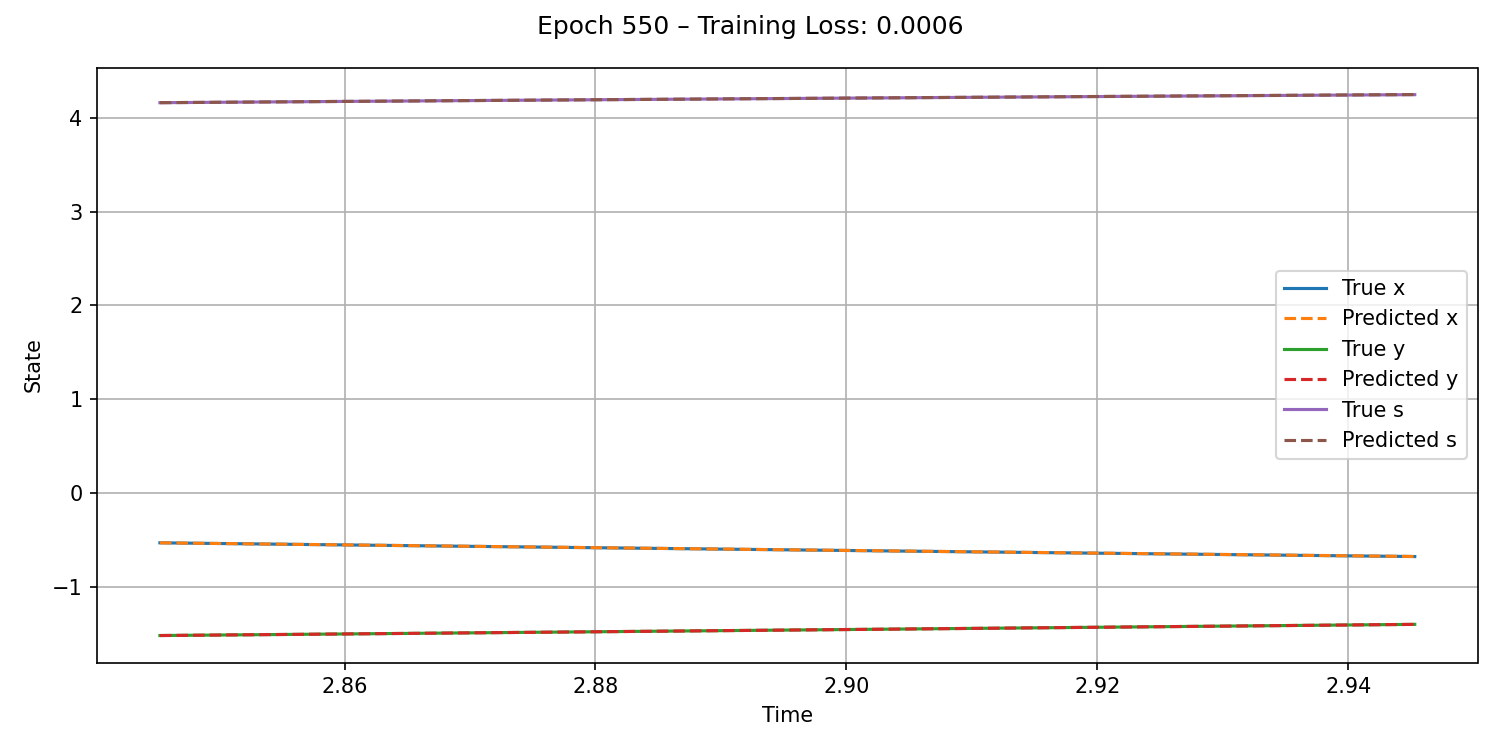 Epoch 550 – Training Loss: 0.0006
4
3
2
1
0
−1
State
True x
Predicted x
True y
Predicted y
True s
Predicted s
2.86 2.88 2.90 2.92 2.94
Time